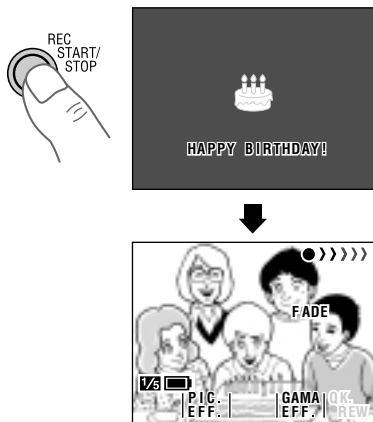 REC
START/
STOP
HAPPY BIRTHDAY!
FADE
1/5
PIC. GAMA QK.
EFF. EFF. REW